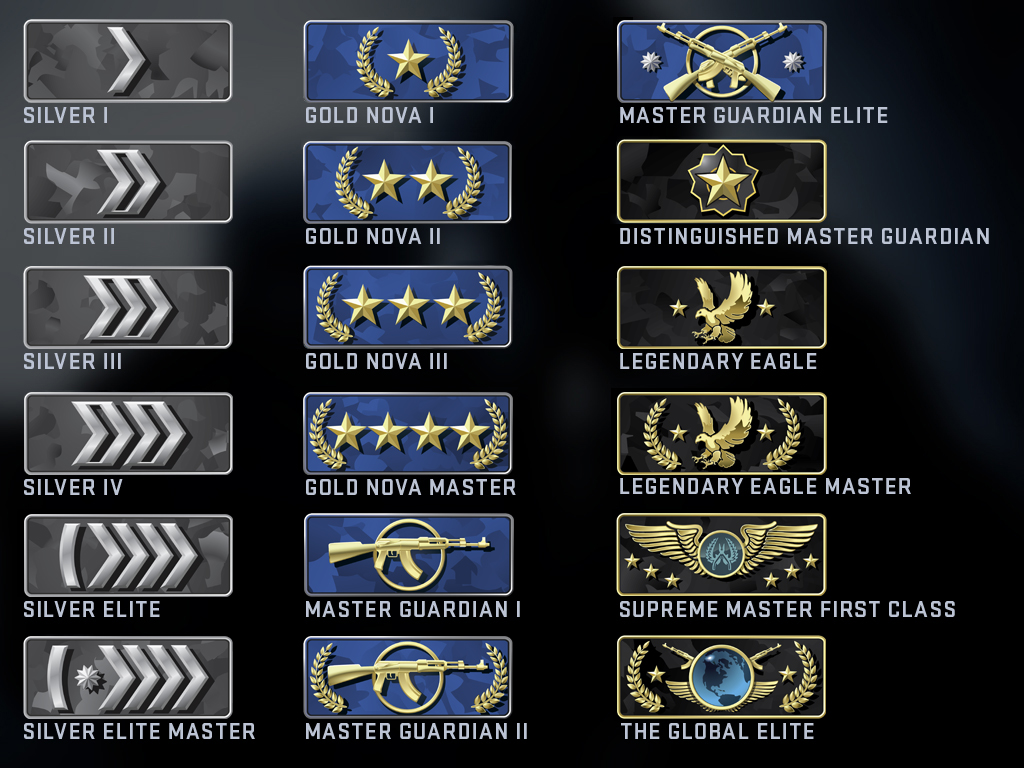 SILVER I
SILVER II
SILVER III
SILVER IV
SILVER ELITE
SILVER ELITE MASTER
GOLD NOVA I
GOLD NOVA II
GOLD NOVA III
GOLD NOVA MASTER
MASTER GUARDIAN I
MASTER GUARDIAN II
MASTER GUARDIAN ELITE
DISTINGUISHED MASTER GUARDIAN
LEGENDARY EAGLE
LEGENDARY EAGLE MASTER
SUPREME MASTER FIRST CLASS
THE GLOBAL ELITE